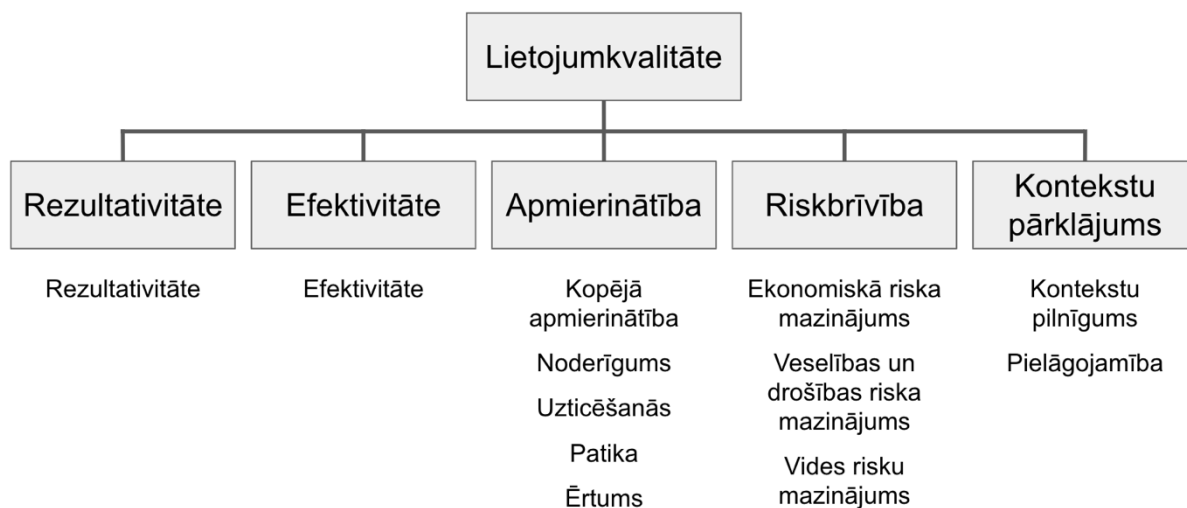 Lietojumkvalitāte
Rezultativitāte
Efektivitāte
Apmierinātība
Riskbrīvība
Kontekstu
pārklājums
Rezultativitāte
Efektivitāte
Kopējā
apmierinātība
Noderīgums
Uzticēšanās
Patika
Ērtums
Ekonomiskā riska
mazinājums
Veselības un
drošības riska
mazinājums
Vides risku
mazinājums
Kontekstu
pilnīgums
Pielāgojamība